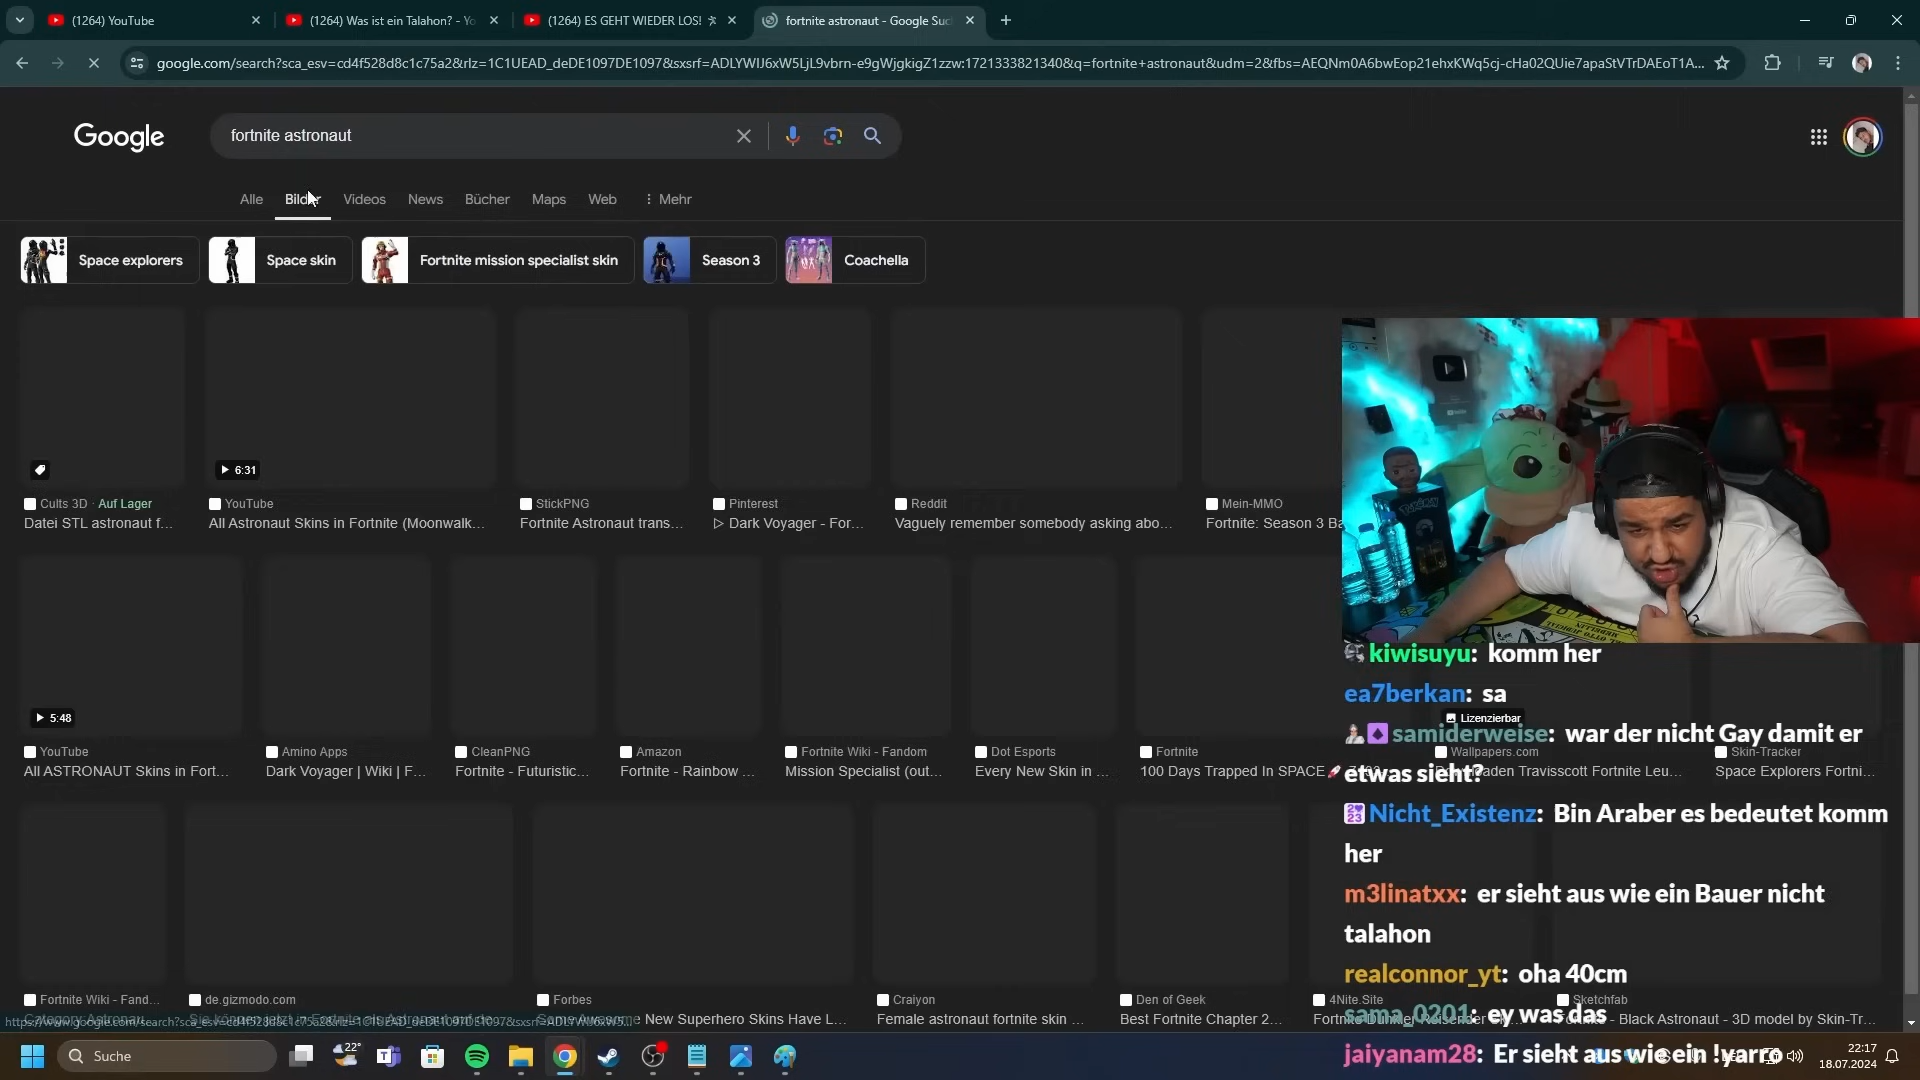 (1264) YouTube
(1264) Was ist ein Talahon? - Yo
(1264) ES GEHT WIEDER LOS!
fortnite astronaut - Google Suc
google.com/search?sca_esv=cd4f528d8c1c75a2&rlz=1C1UEAD_deDE1097DE1097&sxsrf=ADLYWIJ6xW5LjL9vbrn-e9gWjgkigZ1zzw:1721333821340&q=fortnite+astronaut&udm=2&fbs=AEQNm0A6bwEop21ehxKWq5cj-cHa02QUie7apaStVTrDAEoT1A...
Google
fortnite astronaut
Alle Bilder Videos News Bücher Maps Web Mehr
Space explorers
Space skin
Fortnite mission specialist skin
Season 3
Coachella
6:31
Cults 3D · Auf Lager
Datei STL astronaut f...
YouTube
All Astronaut Skins in Fortnite (Moonwalk...
StickPNG
Fortnite Astronaut trans...
Pinterest
▷ Dark Voyager - For...
Reddit
Vaguely remember somebody asking abo...
Mein-MMO
Fortnite: Season 3 Ba
5:48
YouTube
All ASTRONAUT Skins in Fort...
Amino Apps
Dark Voyager | Wiki | F...
CleanPNG
Fortnite - Futuristic...
Amazon
Fortnite - Rainbow ...
Fortnite Wiki - Fandom
Mission Specialist (out...
Dot Esports
Every New Skin in ...
Fortnite
100 Days Trapped In SPACE
Lizenzierbar
Wallpapers.com
Travisscott Fortnite Leu...
Skin-Tracker
Space Explorers Fortni...
Fortnite Wiki - Fand...
Category:Astronau
de.gizmodo.com
Forbes
New Superhero Skins Have L...
Craiyon
Female astronaut fortnite skin ...
Den of Geek
Best Fortnite Chapter 2...
4Nite.Site
Sketchfab
- Black Astronaut - 3D model by Skin-Tr...
kiwisuyu: komm her
ea7berkan: sa
samiderweise: war der nicht Gay damit er
etwas sieht?
Nicht_Existenz: Bin Araber es bedeutet komm
her
m3linatxx: er sieht aus wie ein Bauer nicht
talahon
realconnor_yt: oha 40cm
sama_0201: ey was das
jaiyanam28: Er sieht aus wie ein !yarro
Suche
22°
22:17
18.07.2024